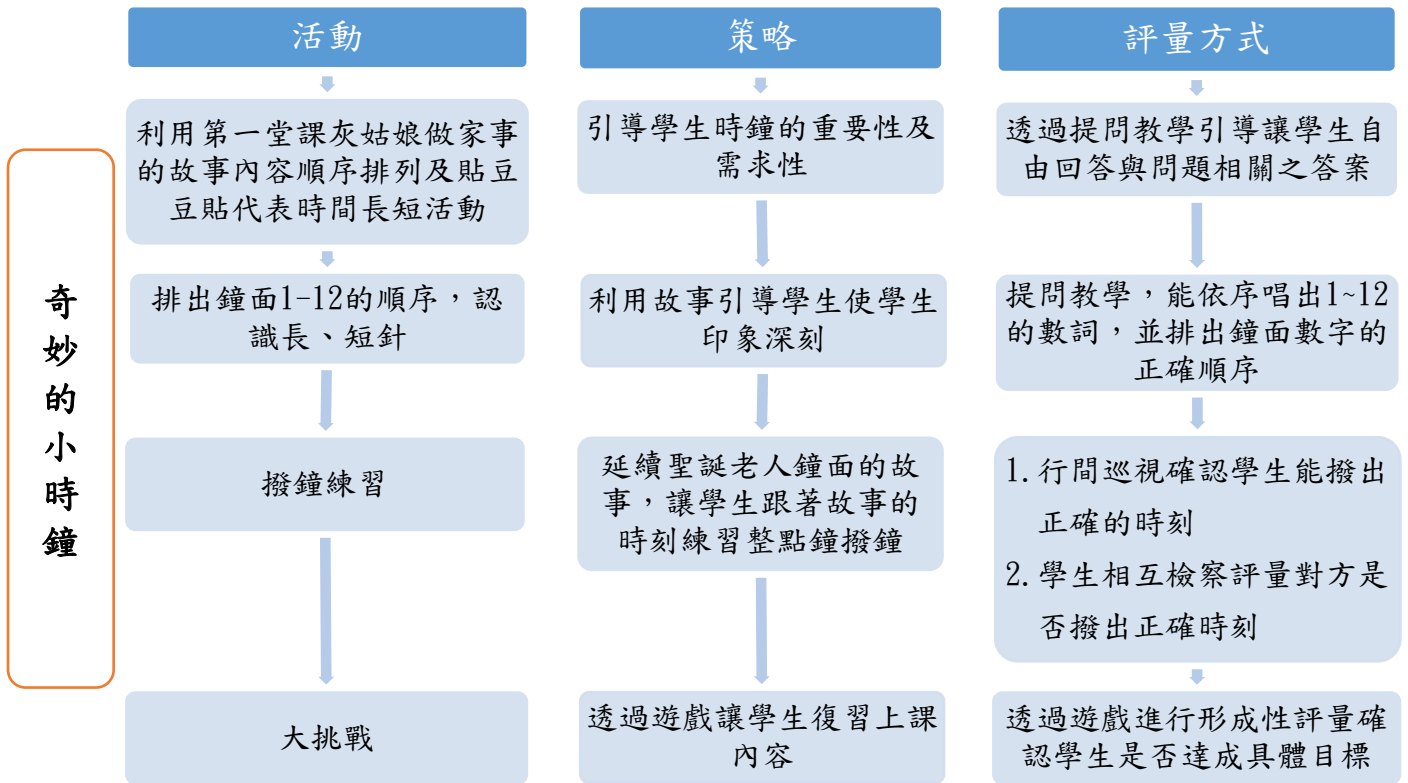 奇妙的小時鐘
活動
利用第一堂課灰姑娘做家事
的故事內容順序排列及貼豆
豆貼代表時間長短活動
排出鐘面1-12的順序，認
識長、短針
撥鐘練習
大挑戰
策略
引導學生時鐘的重要性及
需求性
利用故事引導學生使學生
印象深刻
延續聖誕老人鐘面的故
事，讓學生跟著故事的
時刻練習整點鐘撥鐘
透過遊戲讓學生復習上課
內容
評量方式
透過提問教學引導讓學生自
由回答與問題相關之答案
提問教學，能依序唱出1~12
的數詞，並排出鐘面數字的
正確順序
1. 行間巡視確認學生能撥出
正確的時刻
2. 學生相互檢察評量對方是
否撥出正確時刻
透過遊戲進行形成性評量確
認學生是否達成具體目標